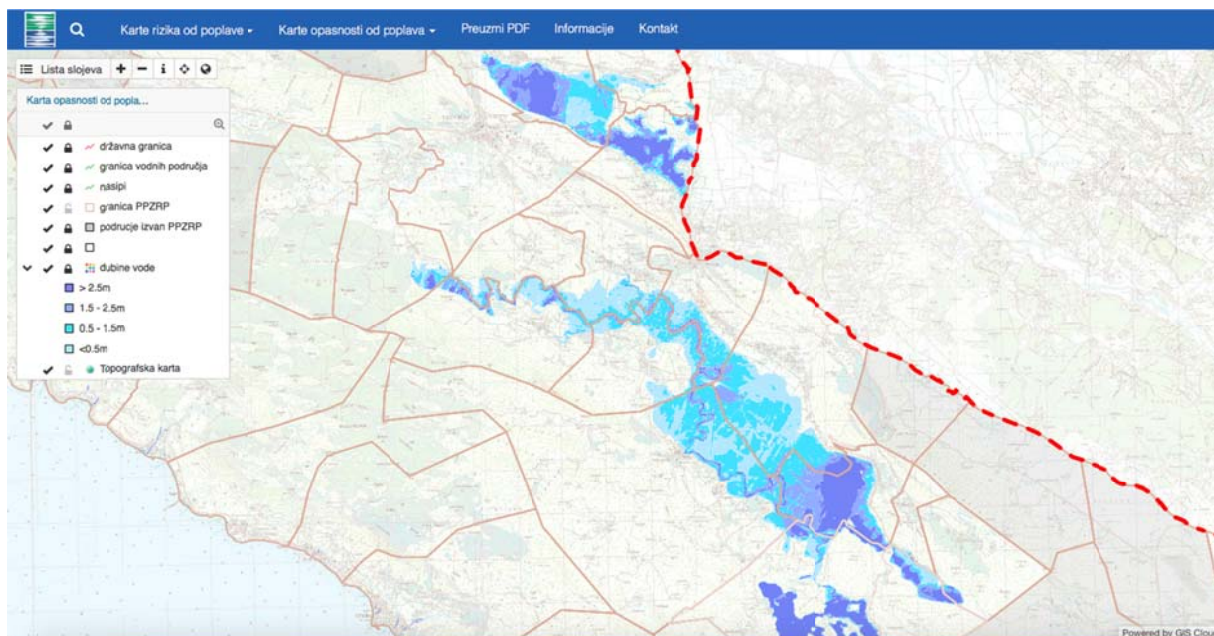 Karte rizika od poplave
Karte opasnosti od poplava
Preuzmi PDF
Informacije
Kontakt
Lista slojeva
Karta opasnosti od popla...
državna granica
granica vodnih područja
nasipi
granica PPZRP
podrucje izvan PPZRP
dubine vode
> 2.5m
1.5 - 2.5m
0.5 - 1.5m
<0.5m
Topografska karta
Powered by GIS Clou